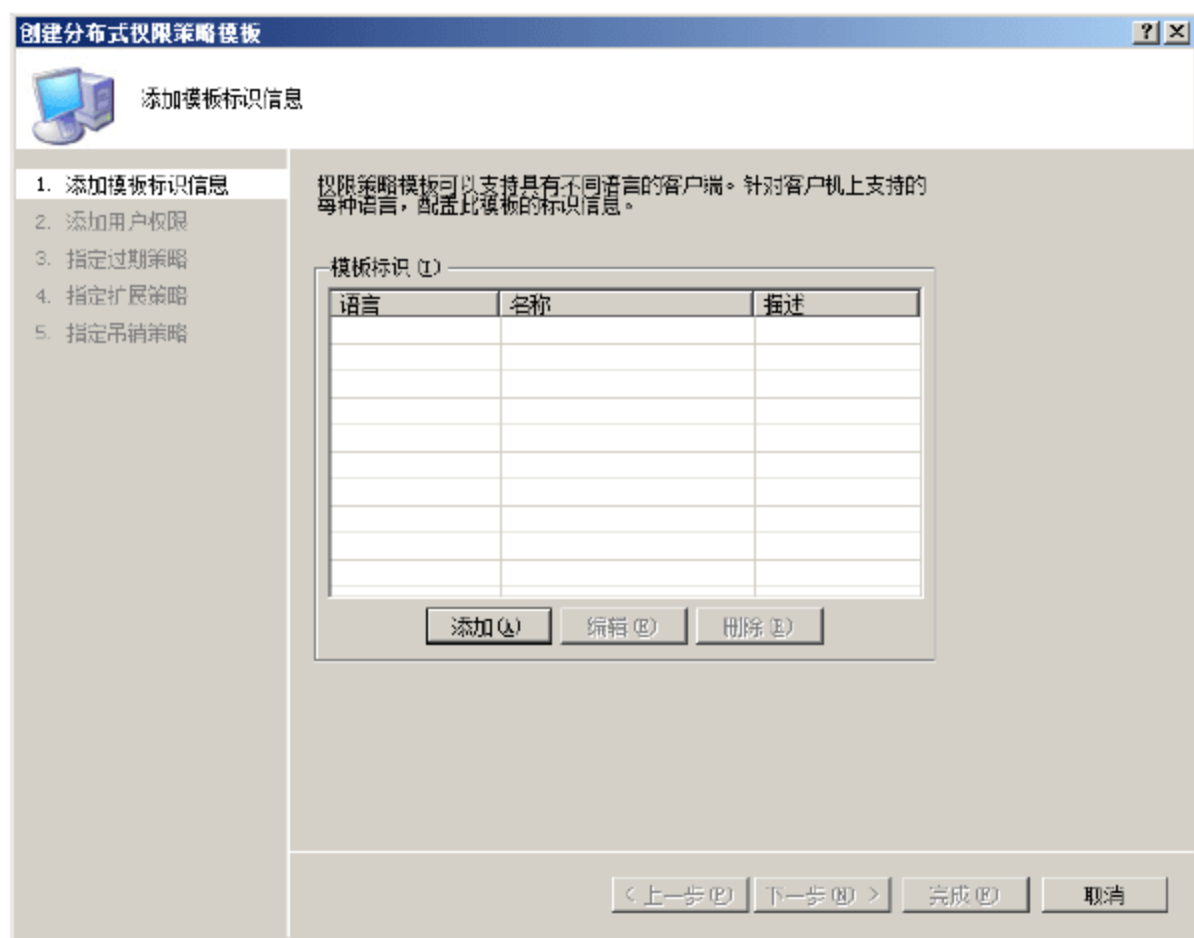 创建分布式权限策略模板
添加模板标识信息
1. 添加模板标识信息
2. 添加用户权限
3. 指定过期策略
4. 指定扩展策略
5. 指定吊销策略
权限策略模板可以支持具有不同语言的客户端。针对客户机上支持的
每种语言，配置此模板的标识信息。
模板标识(I)
语言 名称 描述
添加(A) 编辑(E) 删除(R)
< 上一步(P) 下一步(N) > 完成(F) 取消